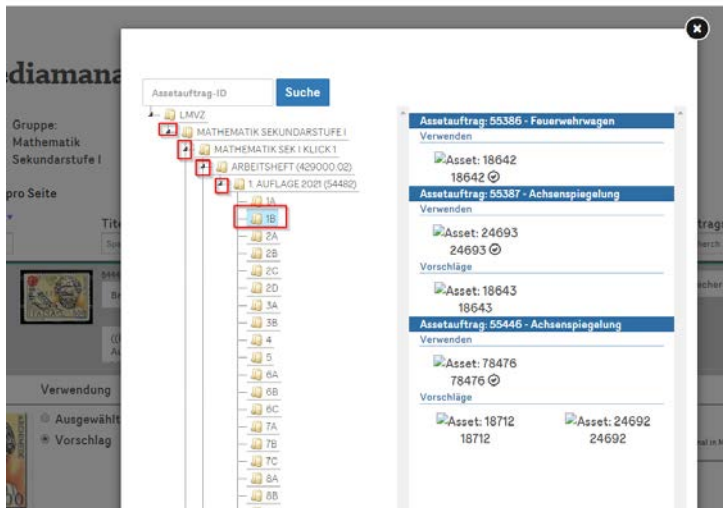 ediamana
Gruppe:
Mathematik
Sekundarstufe I
pro Seite
Tite
Verwendung
Ausgewählt
Vorschlag
Assetauftrag-ID
Suche
LMVZ
MATHEMATIK SEKUNDARSTUFE I
MATHEMATIK SEK I KLICK 1
ARBEITSHEFT (429000.02)
1. AUFLAGE 2021 (54482)
1A
1B
2A
2B
2C
2D
3A
3B
4
5
6A
6B
6C
7A
7B
7C
8A
8B
Assetauftrag: 55386 - Feuerwehrwagen
Verwenden
Asset: 18642
18642
Assetauftrag: 55387 - Achsenspiegelung
Verwenden
Asset: 24693
24693
Vorschläge
Asset: 18643
18643
Assetauftrag: 55446 - Achsenspiegelung
Verwenden
Asset: 78476
78476
Vorschläge
Asset: 18712 Asset: 24692
18712 24692
trags